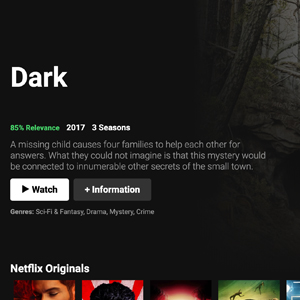 Dark
85% Relevance 2017 3 Seasons
A missing child causes four families to help each other for
answers. What they could not imagine is that this mystery would
be connected to innumerable other secrets of the small town.
Watch + Information
Genres: Sci-Fi & Fantasy, Drama, Mystery, Crime
Netflix Originals